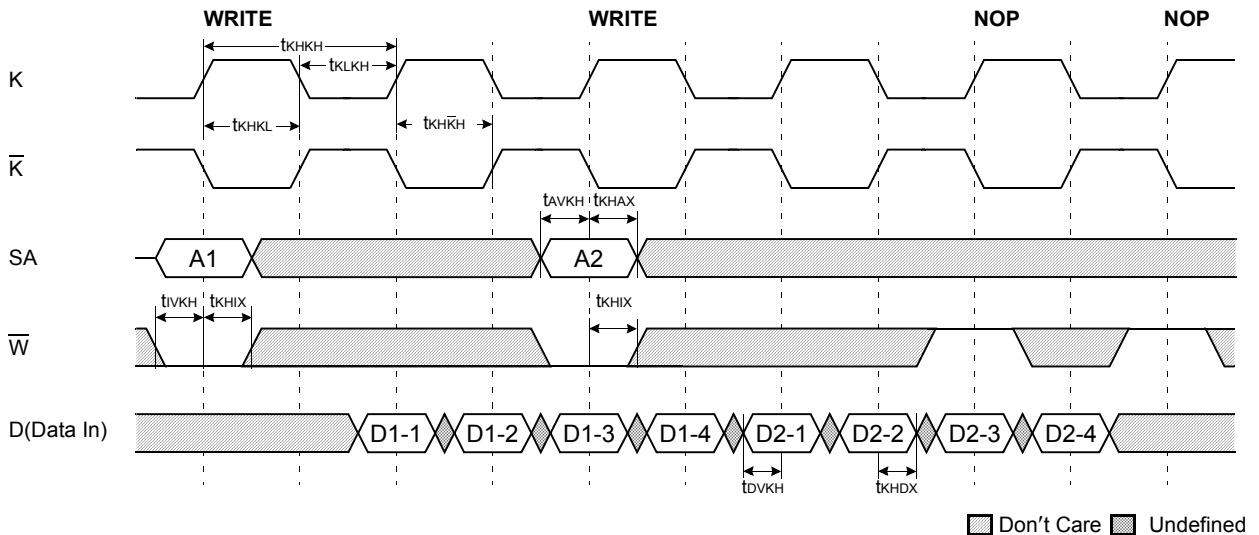 WRITE WRITE NOP NOP
tKHKH
K tKLKH
tKHKL tKHK̅H
K̅
tAVKH tKHAX
SA A1 A2
tIVKH tKHIX tKHIX
W̅
D(Data In) D1-1 D1-2 D1-3 D1-4 D2-1 D2-2 D2-3 D2-4
tDVKH tKHDX
Don't Care Undefined